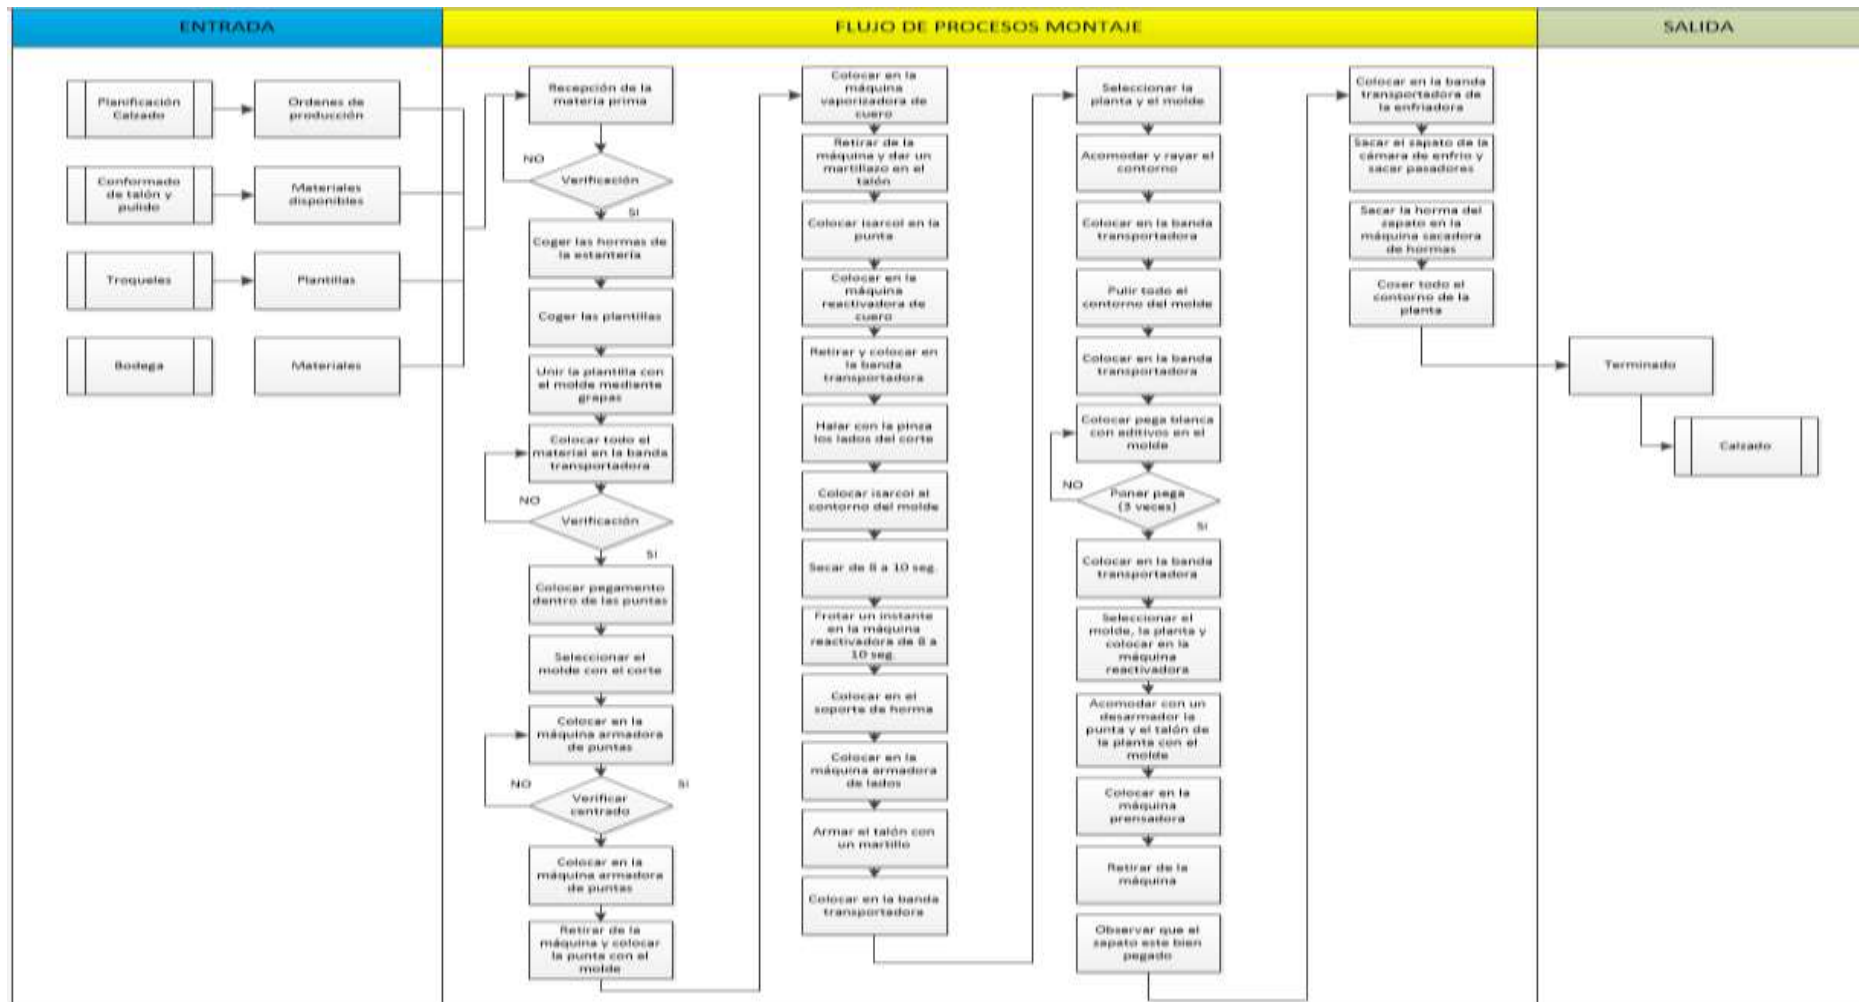 ENTRADA
FLUJO DE PROCESOS MONTAJE
SALIDA
Planificación
Calzado
Ordenes de
producción
Conformado
de talón y
pulido
Materiales
disponibles
Troqueles
Plantillas
Bodega
Materiales
Recepción de la
materia prima
NO
Verificación
SI
Coger las hormas de
la estantería
Coger las plantillas
Unir la plantilla con
el molde mediante
grapas
Colocar todo el
material en la banda
transportadora
NO
Verificación
SI
Colocar pegamento
dentro de las puntas
Seleccionar el
molde con el corte
Colocar en la
máquina armadora
de puntas
NO
SI
Verificar
centrado
Colocar en la
máquina armadora
de puntas
Retirar de la
máquina y colocar
la punta con el
molde
Colocar en la
máquina
vaporizadora de
cuero
Retirar de la
máquina y dar un
martillazo en el
talón
Colocar isarcol en la
punta
Colocar en la
máquina
reactivadora de
cuero
Retirar y colocar en
la banda
transportadora
Halar con la pinza
los lados del corte
Colocar isarcol al
contorno del molde
Secar de 8 a 10 seg.
Frotar un instante
en la máquina
reactivadora de 8 a
10 seg.
Colocar en el
soporte de horma
Colocar en la
máquina armadora
de lados
Armar el talón con
un martillo
Colocar en la banda
transportadora
Seleccionar la
planta y el molde
Acomodar y rayar el
contorno
Colocar en la banda
transportadora
Pulir todo el
contorno del molde
Colocar en la banda
transportadora
Colocar pega blanca
con aditivos en el
molde
NO
Poner pega
(3 veces)
SI
Colocar en la banda
transportadora
Seleccionar el
molde, la planta y
colocar en la
máquina
reactivadora
Acomodar con un
desarmador la
punta y el talón de
la planta con el
molde
Colocar en la
máquina
prensadora
Retirar de la
máquina
Observar que el
zapato este bien
pegado
Colocar en la banda
transportadora de
la enfriadora
Sacar el zapato de la
cámara de enfrio y
sacar pasadores
Sacar la horma del
zapato en la
máquina sacadora
de hormas
Coser todo el
contorno de la
planta
Terminado
Calzado